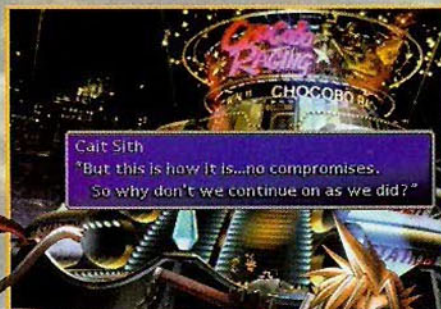 Chocobo
Racing
CHOCOBO
Cait Sith
"But this is how it is...no compromises.
So why don't we continue on as we did?"